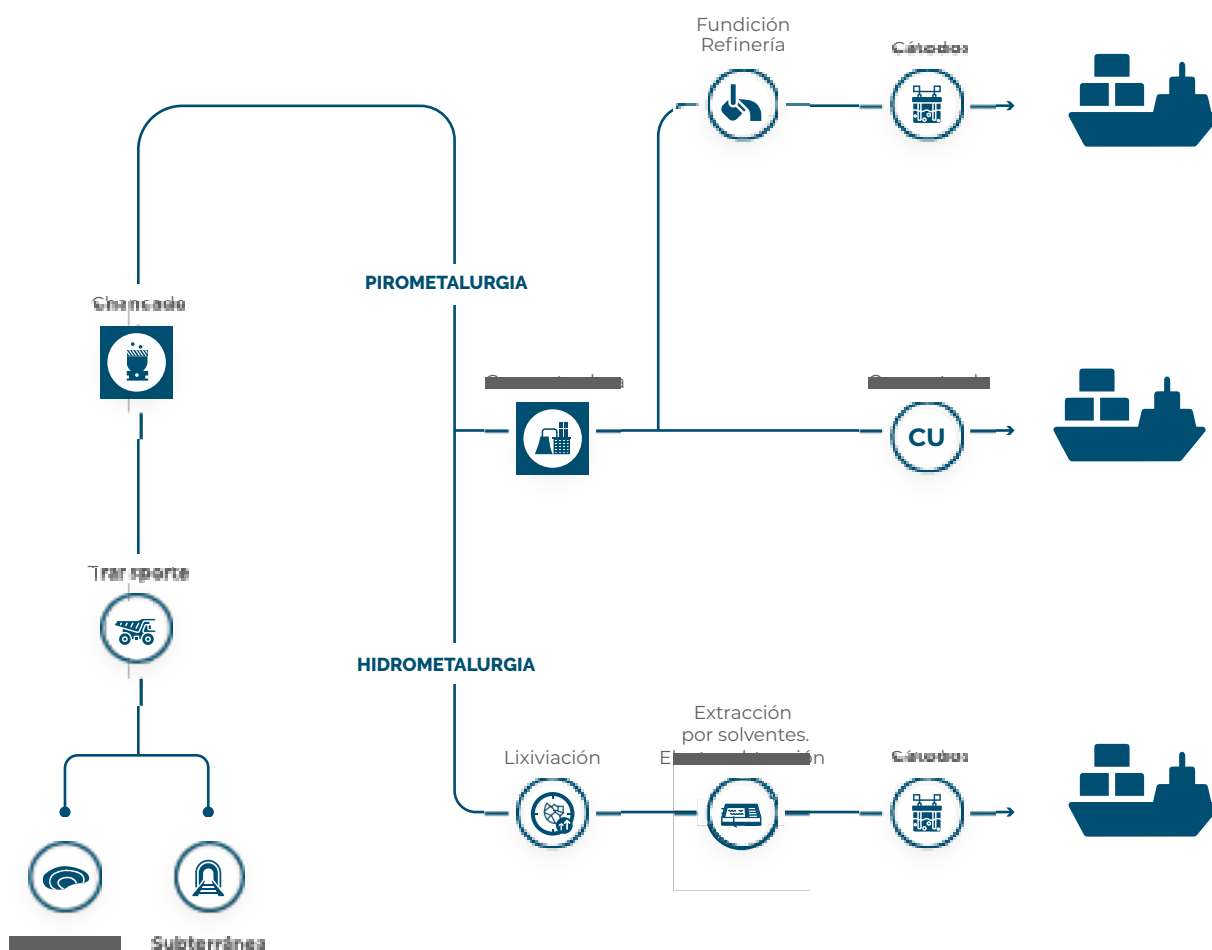 Fundición
Refinería
Cátodos
PIROMETALURGIA
Chancado
CU
Transporte
HIDROMETALURGIA
Extracción
por solventes.
Lixiviación
Cátodos
Subterránea